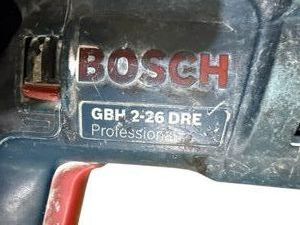 BOSCH
GBH 2-26 DRE
Professional